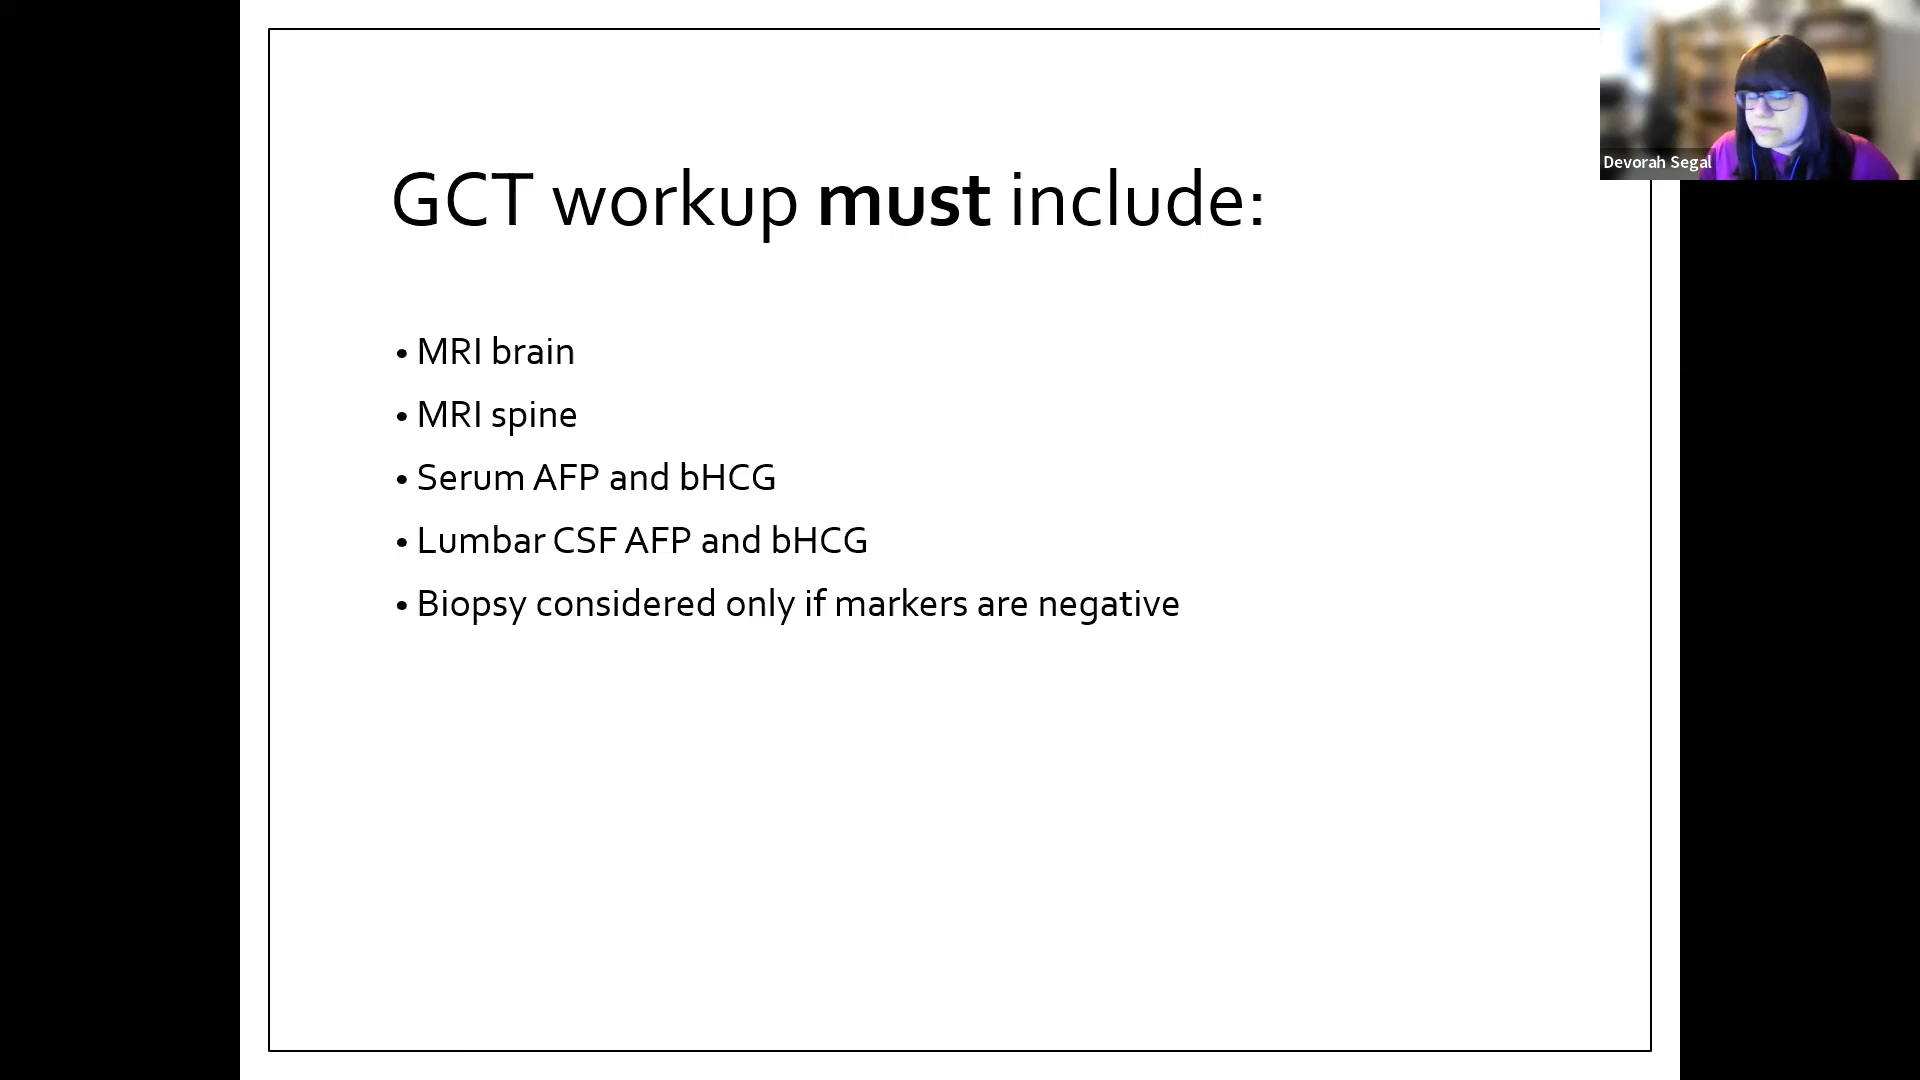 GCT workup must include:
• MRI brain
• MRI spine
• Serum AFP and bHCG
• Lumbar CSF AFP and bHCG
• Biopsy considered only if markers are negative
Devorah Segal